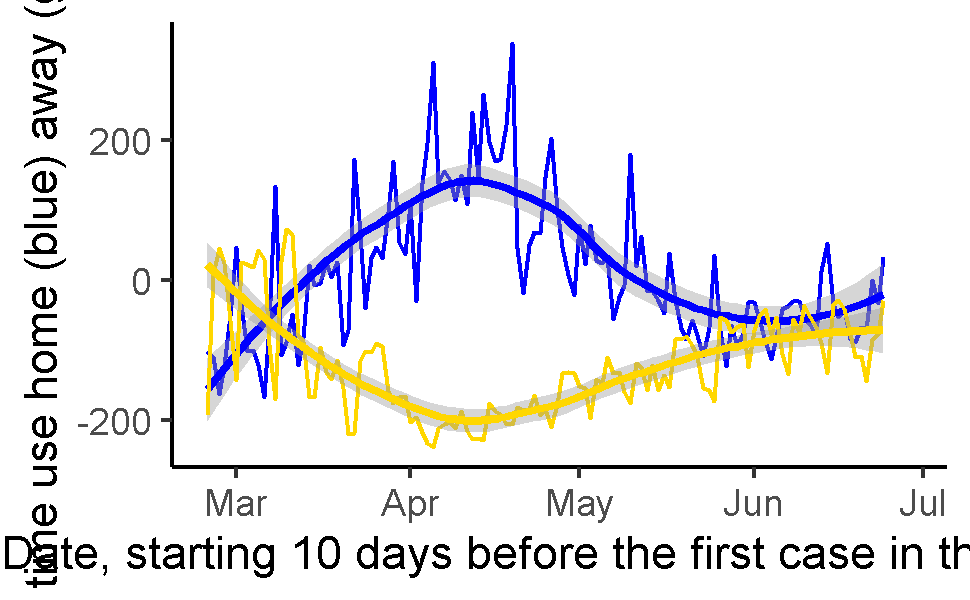 time use home (blue) away (
200
0
-200
Mar Apr May Jun Jul
Date, starting 10 days before the first case in th